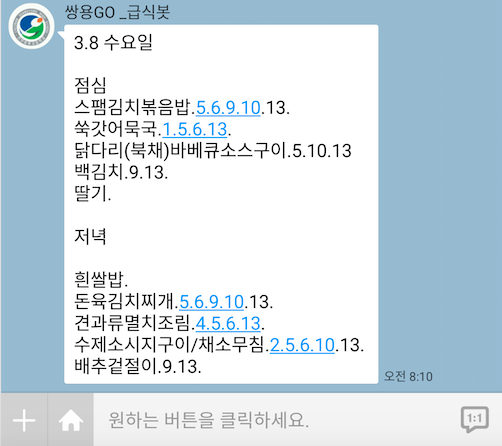 쌍용GO _급식봇
3.8 수요일
점심
스팸김치볶음밥.5.6.9.10.13.
쑥갓어묵국.1.5.6.13.
닭다리(북채)바베큐소스구이.5.10.13
백김치.9.13.
딸기.
저녁
흰쌀밥.
돈육김치찌개.5.6.9.10.13.
견과류멸치조림.4.5.6.13.
수제소시지구이/채소무침.2.5.6.10.13.
배추겉절이.9.13.
오전 8:10
원하는 버튼을 클릭하세요.
1:1